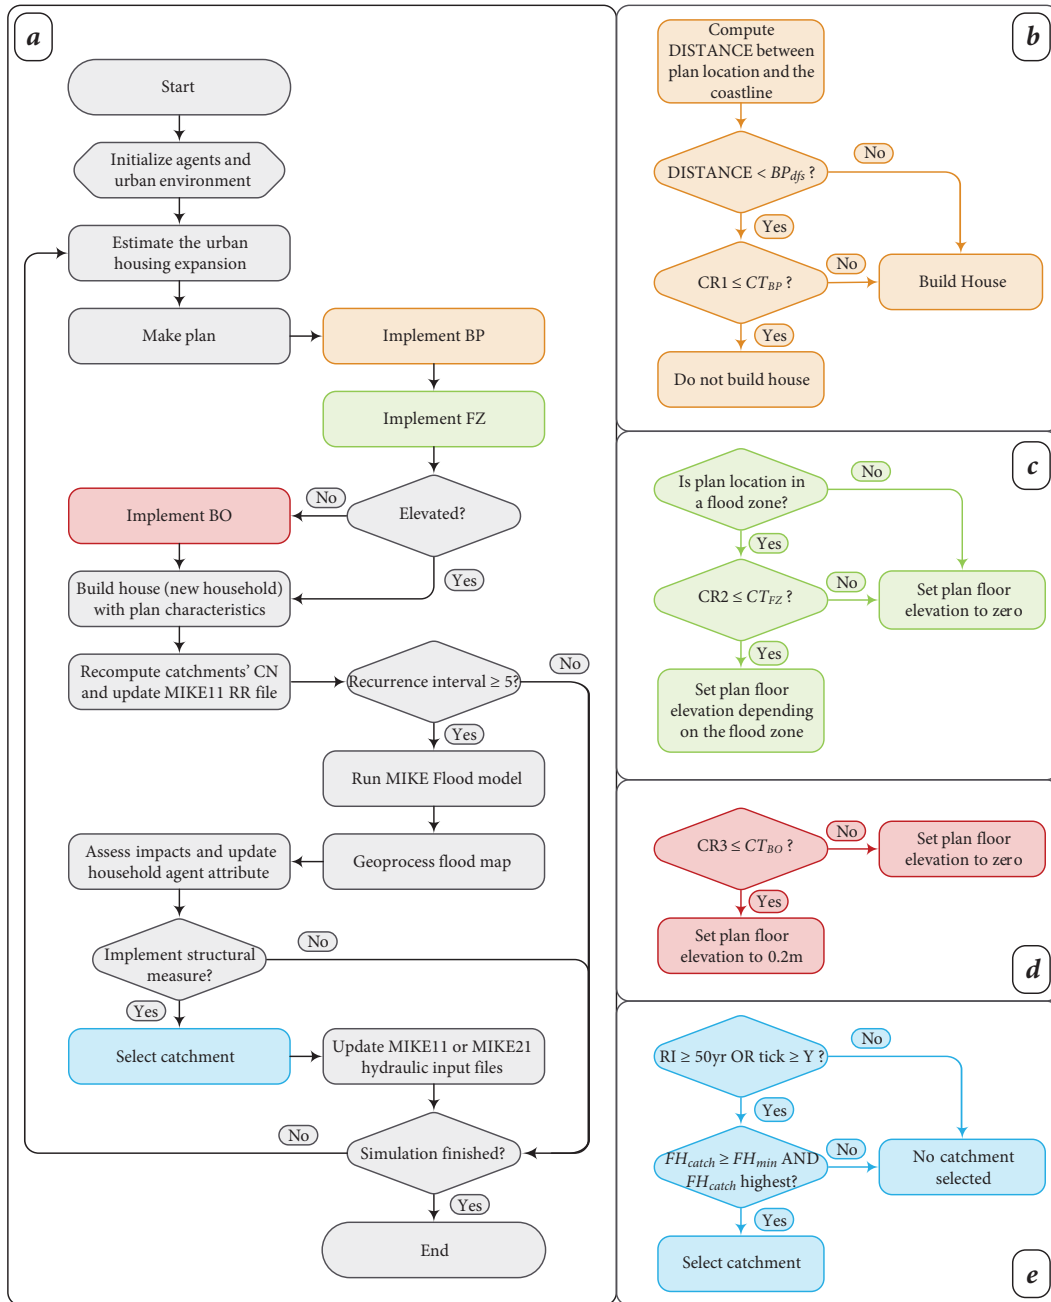 a
Start
Initialize agents and
urban environment
Estimate the urban
housing expansion
Make plan
Implement BP
Implement FZ
Elevated?
No
Implement BO
Yes
Build house (new household)
with plan characteristics
Recompute catchments' CN
and update MIKE11 RR file
Recurrence interval ≥ 5?
No
Yes
Run MIKE Flood model
Geoprocess flood map
Assess impacts and update
household agent attribute
Implement structural
measure?
No
Yes
Select catchment
Update MIKE11 or MIKE21
hydraulic input files
Simulation finished?
No
Yes
End
b
Compute
DISTANCE between
plan location and the
coastline
DISTANCE < BPdfs ?
No
Yes
CR1 ≤ CTBP ?
No
Build House
Yes
Do not build house
c
Is plan location in
a flood zone?
No
Yes
CR2 ≤ CTFZ ?
No
Set plan floor
elevation to zero
Yes
Set plan floor
elevation depending
on the flood zone
CR3 ≤ CTBO ?
No
Set plan floor
elevation to zero
Yes
Set plan floor
elevation to 0.2m
d
RI ≥ 50yr OR tick ≥ Y ?
No
Yes
FHcatch ≥ FHmin AND
FHcatch highest?
No
No catchment
selected
Yes
Select catchment
e